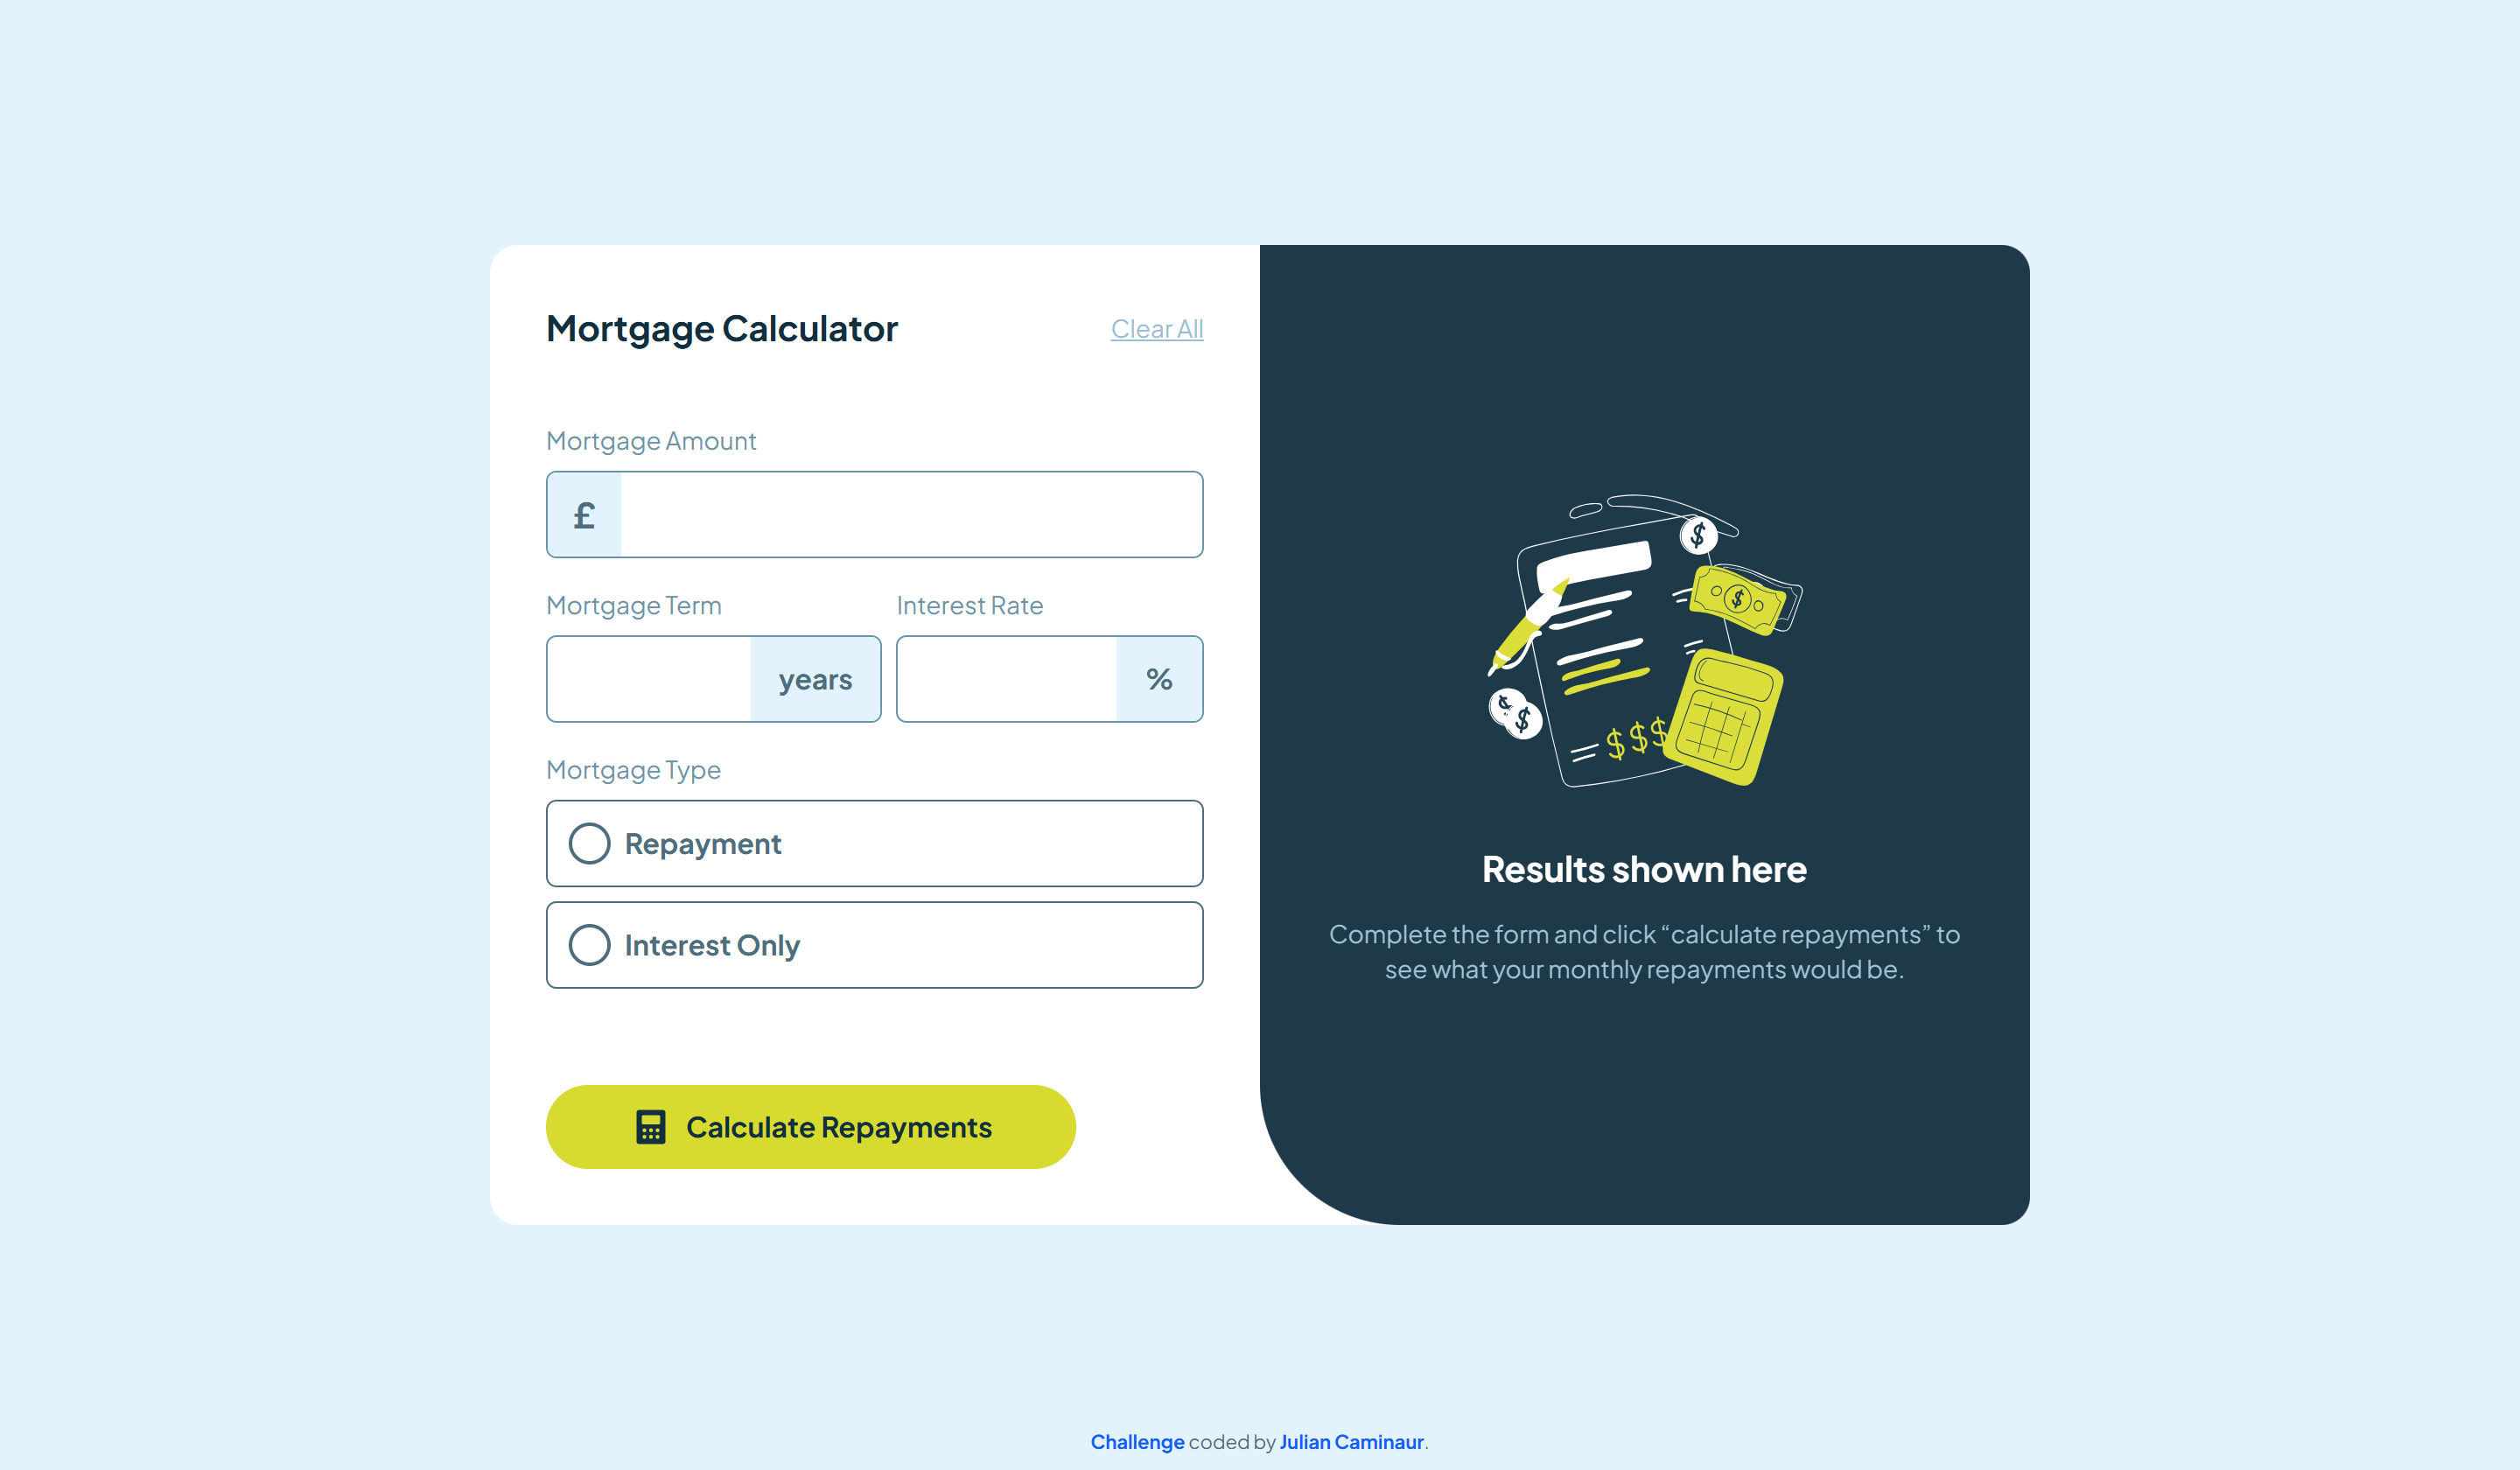 Mortgage Calculator
Clear All
Mortgage Amount
£
Mortgage Term
Interest Rate
years
%
Mortgage Type
Repayment
Interest Only
Calculate Repayments
$
$
$
$
$$$
Results shown here
Complete the form and click “calculate repayments” to
see what your monthly repayments would be.
Challenge coded by Julian Caminaur.